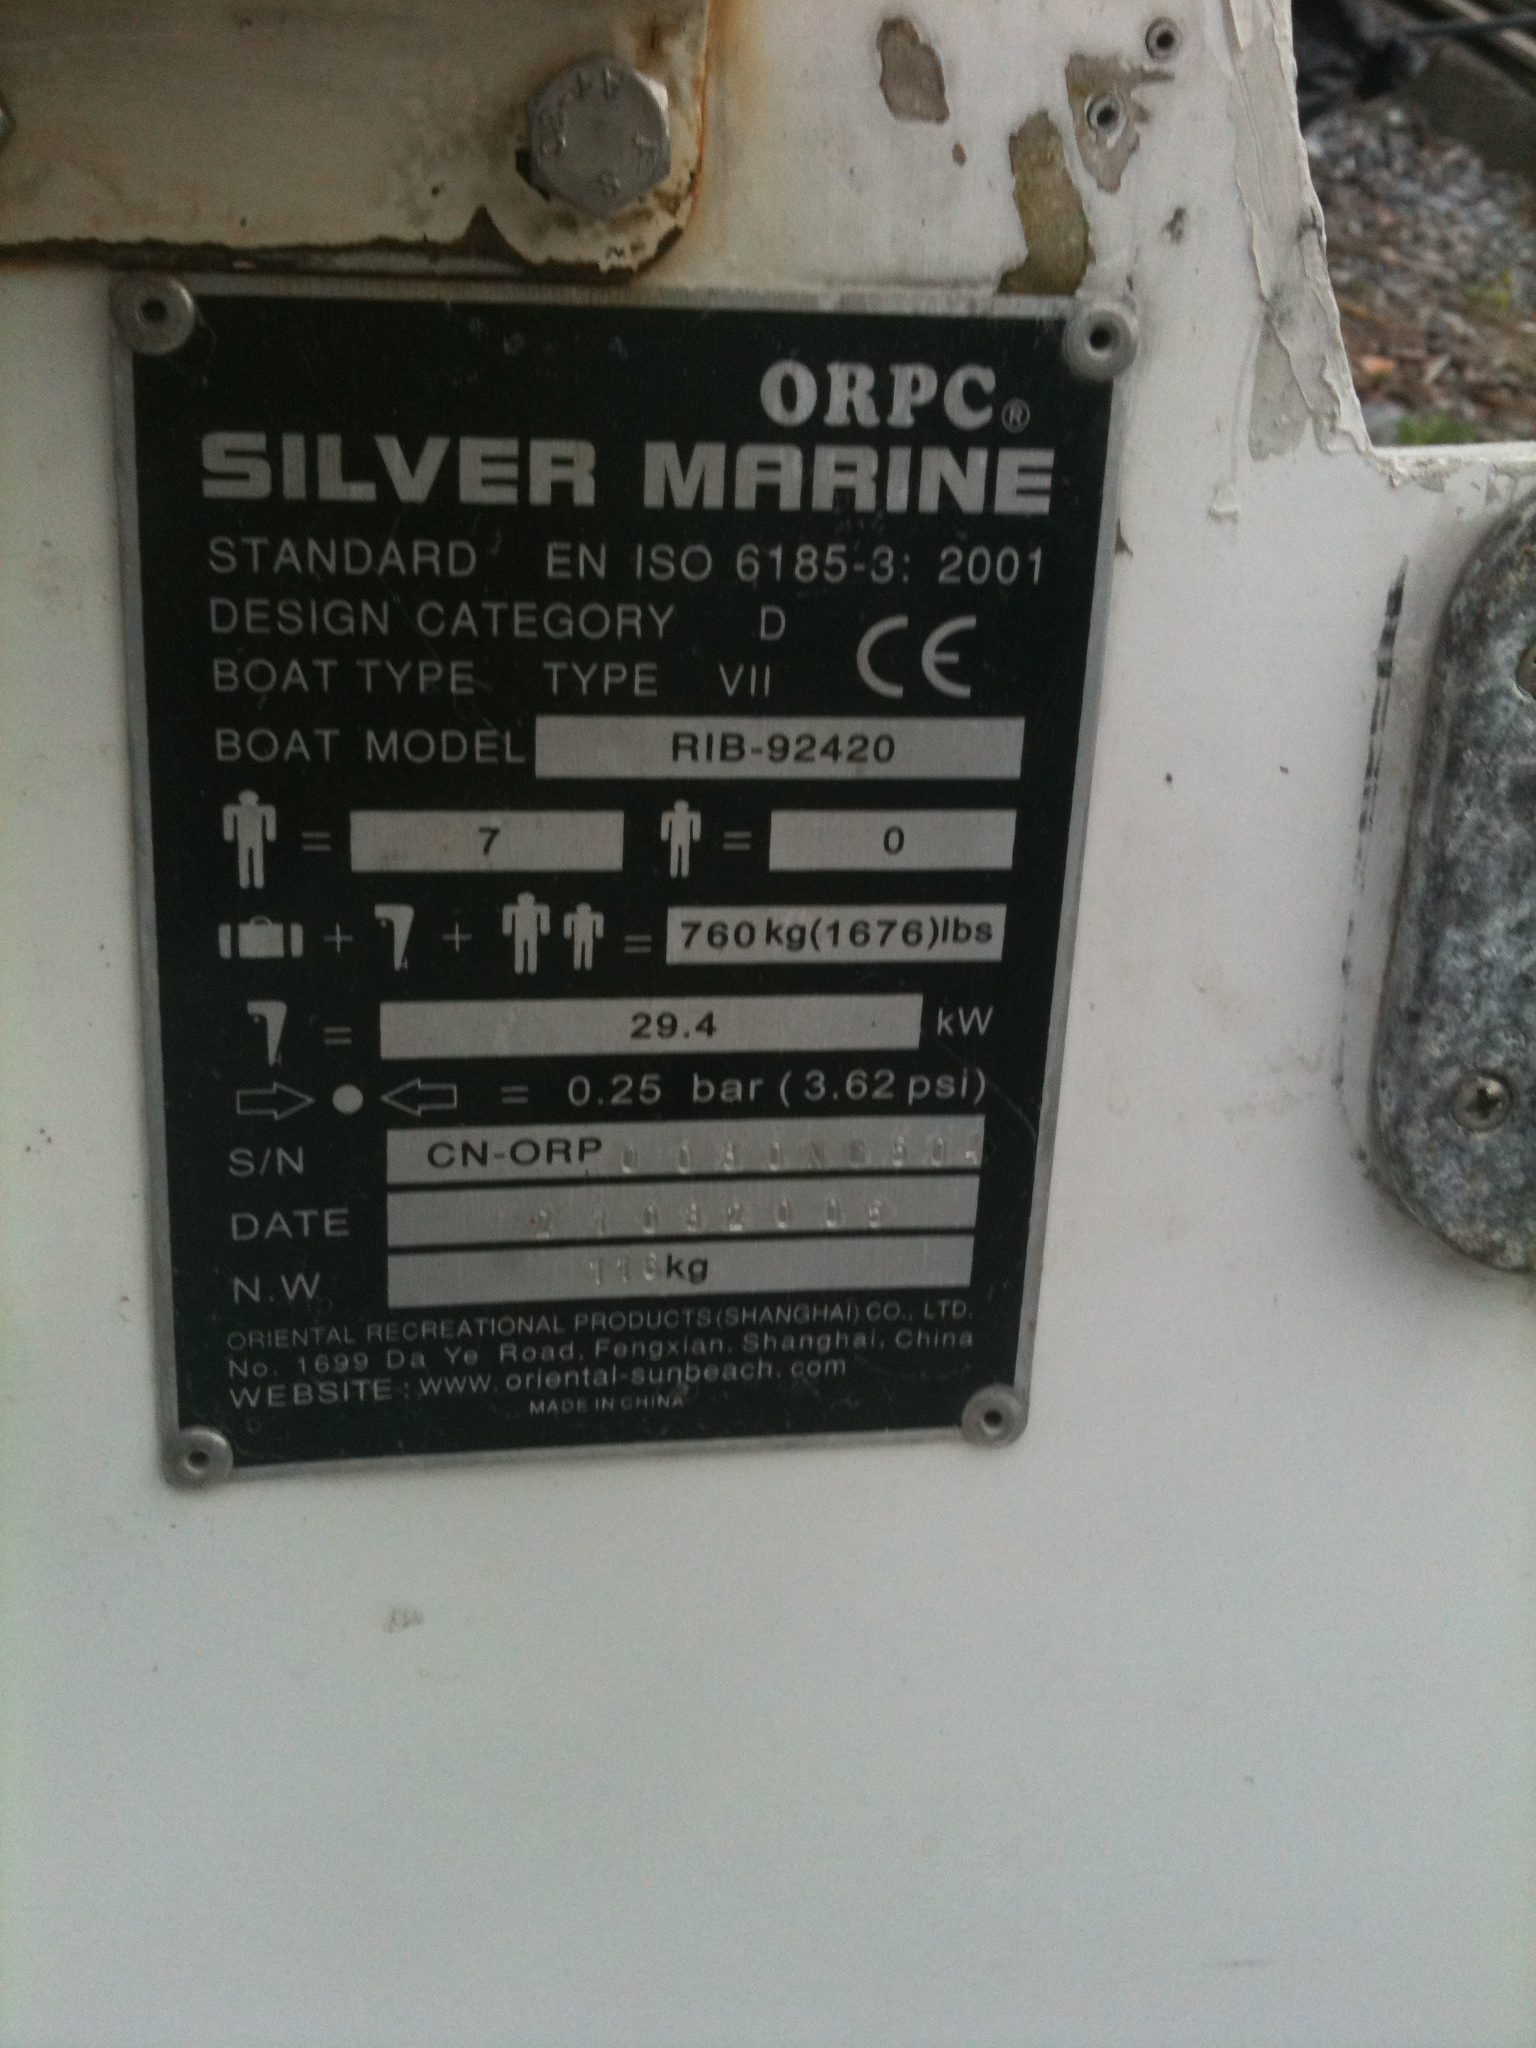 ORPC®
SILVER MARINE
STANDARD EN ISO 6185-3: 2001
DESIGN CATEGORY D CE
BOAT TYPE TYPE VII
BOAT MODEL RIB-92420
= 7 = 0
+ + = 760kg(1676)lbs
= 29.4 kW
= 0.25 bar (3.62 psi)
S/N CN-ORP
DATE
N.W kg
ORIENTAL RECREATIONAL PRODUCTS(SHANGHAI) CO., LTD.
No. 1699 Da Ye Road, Fengxian. Shanghai, China
WEBSITE: WWW. oriental-sunbeach. com
MADE IN CHINA